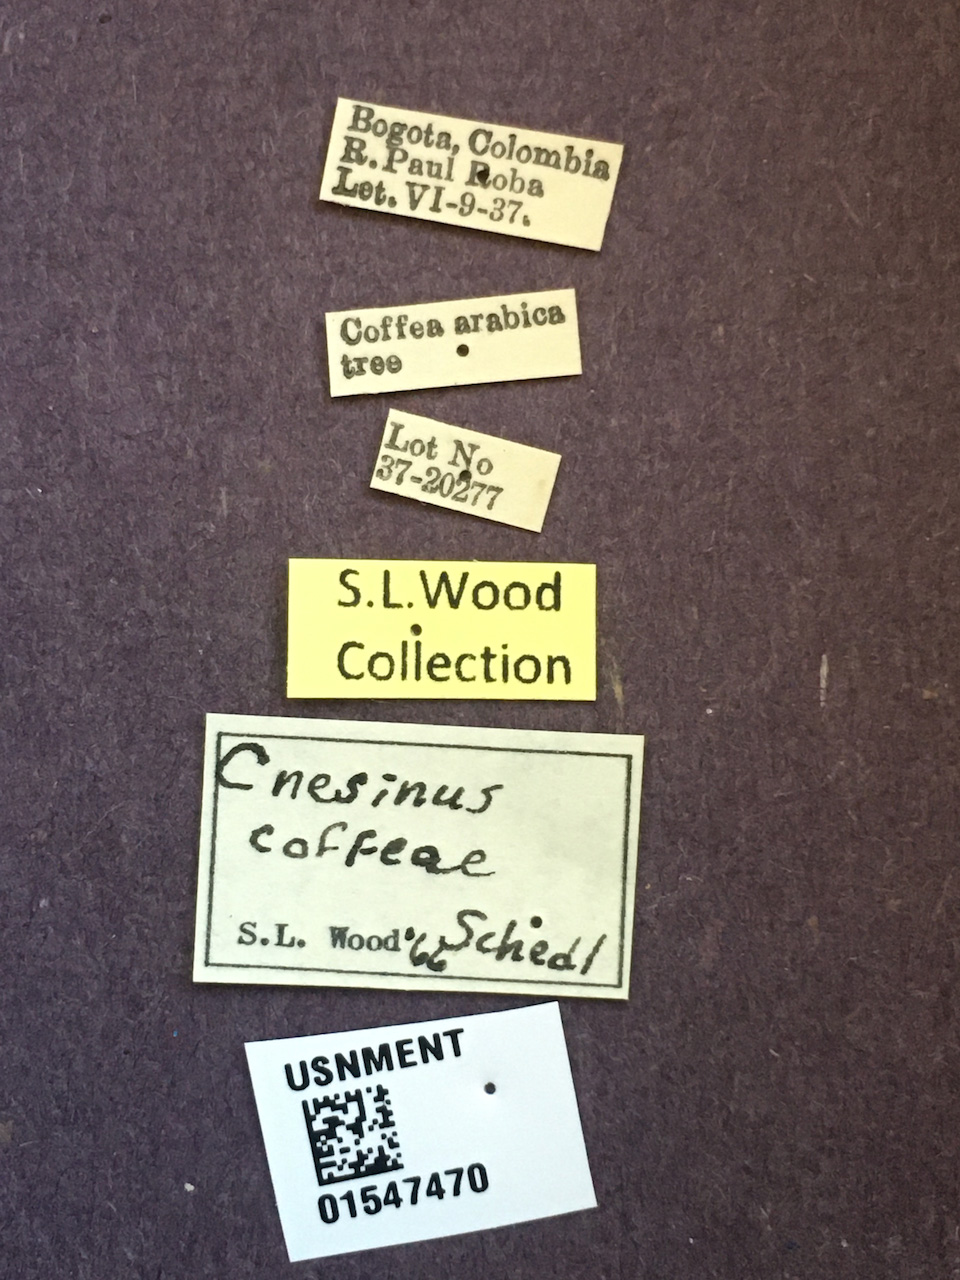 Bogota, Colombia
R. Paul Roba
Let. VI-9-37.
Coffea arabica
tree
Lot No
37-20277
S.L.Wood
Collection
Cnesinus
coffeae
S.L. Wood '66 Schedl
USNMENT
01547470